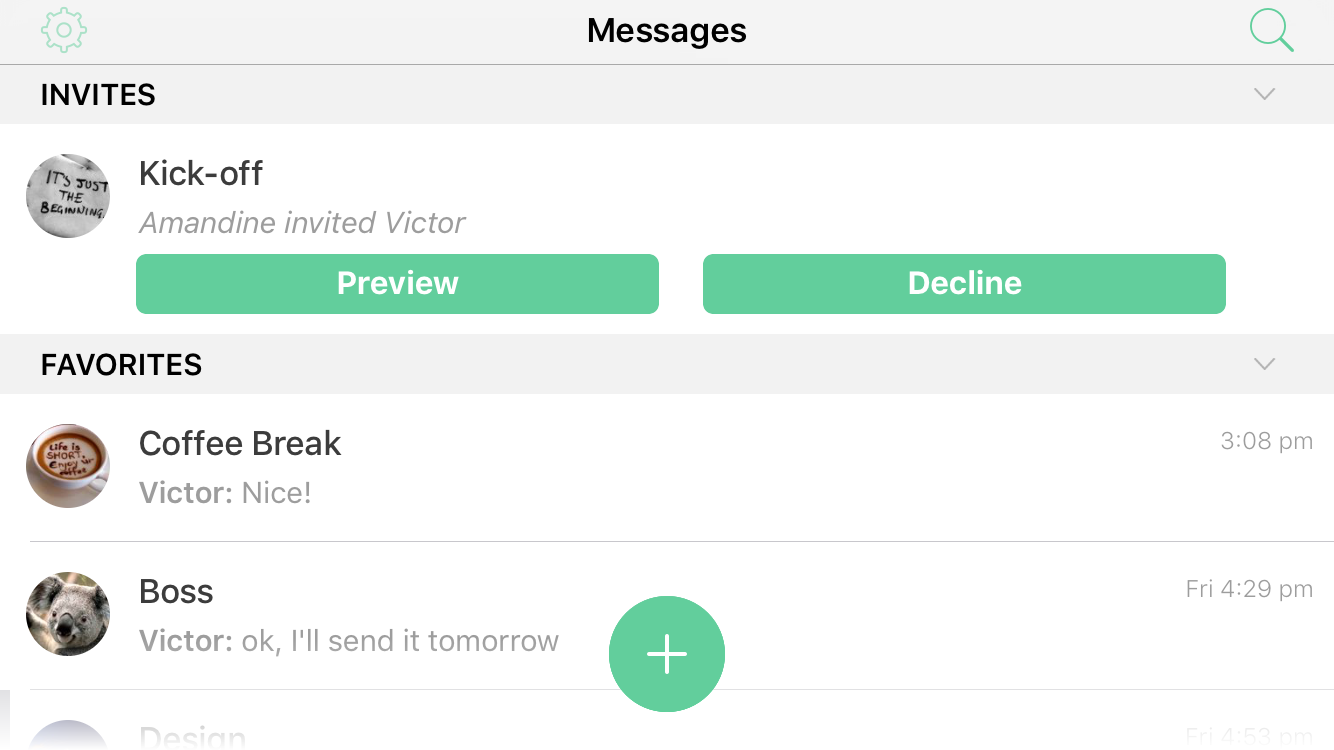 Messages
INVITES
IT'S JUST
THE
BEGINNING.
Kick-off
Amandine invited Victor
Preview
Decline
FAVORITES
Life is
SHORT.
Enjoy
coffee
Coffee Break
3:08 pm
Victor: Nice!
Boss
Fri 4:29 pm
Victor: ok, I'll send it tomorrow
Design
Fri 4:53 pm